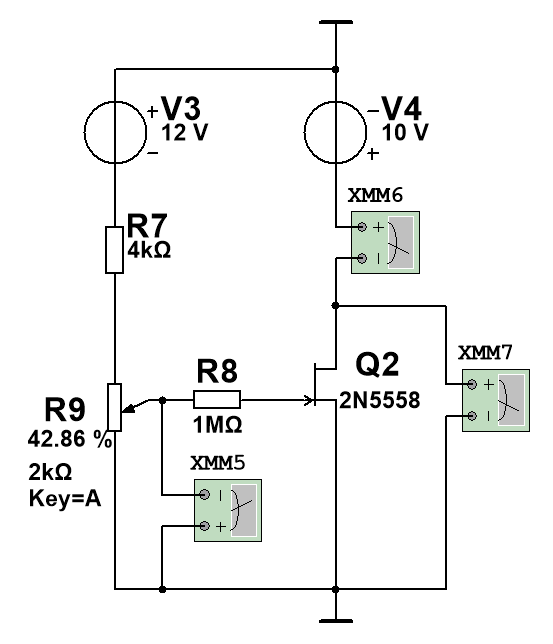 + V3
12 V
−
− V4
10 V
+
XMM6
+
−
R7
4kΩ
XMM7
+
−
R8
1MΩ
Q2
2N5558
R9
42.86 %
2kΩ
Key=A
XMM5
−
+